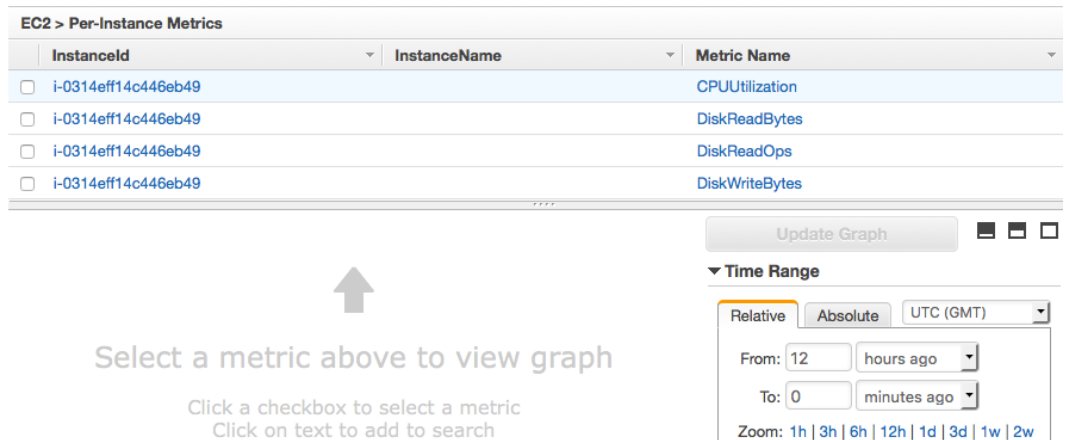 EC2 > Per-Instance Metrics
InstanceId InstanceName Metric Name
i-0314eff14c446eb49 CPUUtilization
i-0314eff14c446eb49 DiskReadBytes
i-0314eff14c446eb49 DiskReadOps
i-0314eff14c446eb49 DiskWriteBytes
Update Graph
Time Range
Relative Absolute UTC (GMT)
Select a metric above to view graph
From: 12 hours ago
To: 0 minutes ago
Click a checkbox to select a metric
Click on text to add to search
Zoom: 1h | 3h | 6h | 12h | 1d | 3d | 1w | 2w